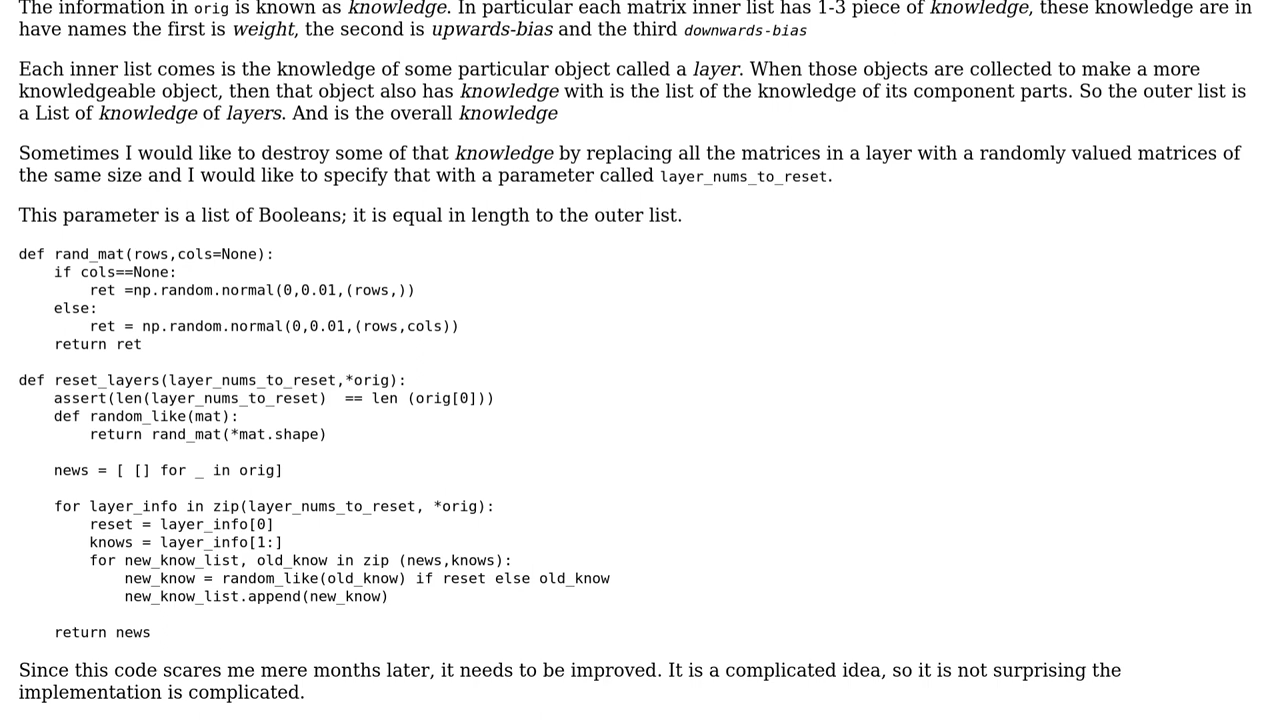 The information in orig is known as knowledge. In particular each matrix inner list has 1-3 piece of knowledge, these knowledge are in
have names the first is weight, the second is upwards-bias and the third downwards-bias
Each inner list comes is the knowledge of some particular object called a layer. When those objects are collected to make a more
knowledgeable object, then that object also has knowledge with is the list of the knowledge of its component parts. So the outer list is
a List of knowledge of layers. And is the overall knowledge
Sometimes I would like to destroy some of that knowledge by replacing all the matrices in a layer with a randomly valued matrices of
the same size and I would like to specify that with a parameter called layer_nums_to_reset.
This parameter is a list of Booleans; it is equal in length to the outer list.
def rand_mat(rows,cols=None):
    if cols==None:
        ret =np.random.normal(0,0.01,(rows,))
    else:
        ret = np.random.normal(0,0.01,(rows,cols))
    return ret
def reset_layers(layer_nums_to_reset,*orig):
    assert(len(layer_nums_to_reset)  == len (orig[0]))
    def random_like(mat):
        return rand_mat(*mat.shape)
    news = [ [] for _ in orig]
    for layer_info in zip(layer_nums_to_reset, *orig):
        reset = layer_info[0]
        knows = layer_info[1:]
        for new_know_list, old_know in zip (news,knows):
            new_know = random_like(old_know) if reset else old_know
            new_know_list.append(new_know)
    return news
Since this code scares me mere months later, it needs to be improved. It is a complicated idea, so it is not surprising the
implementation is complicated.